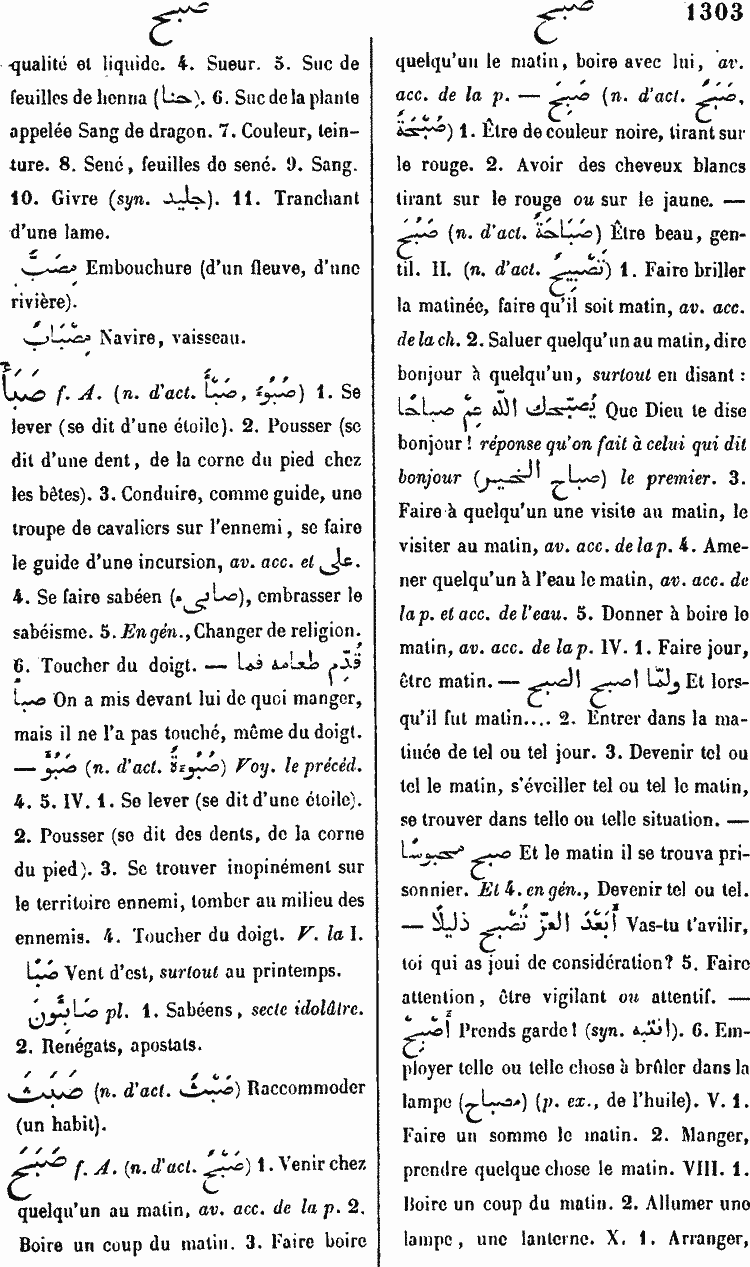 صبح صبح 1303
qualité et liquide. 4. Sueur. 5. Suc de
feuilles de henna (حنا). 6. Suc de la plante
appelée Sang de dragon. 7. Couleur, tein-
ture. 8. Sené, feuilles de sené. 9. Sang.
10. Givre (syn. جليد). 11. Tranchant
d'une lame.
مِصَبٌّ Embouchure (d'un fleuve, d'une
rivière).
مِصْبَابٌ Navire, vaisseau.
صَبَأَ f. A. (n. d'act. صَبْأٌ, صُبُوءٌ) 1. Se
lever (se dit d'une étoile). 2. Pousser (se
dit d'une dent, de la corne du pied chez
les bêtes). 3. Conduire, comme guide, une
troupe de cavaliers sur l'ennemi, se faire
le guide d'une incursion, av. acc. et على.
4. Se faire sabéen (صابىء), embrasser le
sabéisme. 5. En gén., Changer de religion.
6. Toucher du doigt. — قُدِّم طعامه فما
صبأ On a mis devant lui de quoi manger,
mais il ne l'a pas touché, même du doigt.
— صَبُؤَ (n. d'act. صُبُوءَةٌ) Voy. le précéd.
4. 5. IV. 1. Se lever (se dit d'une étoile).
2. Pousser (se dit des dents, de la corne
du pied). 3. Se trouver inopinément sur
le territoire ennemi, tomber au milieu des
ennemis. 4. Toucher du doigt. V. la I.
صَبًا Vent d'est, surtout au printemps.
صَابِئُونَ pl. 1. Sabéens, secte idolâtre.
2. Renégats, apostats.
صَبَثَ (n. d'act. صَبْثٌ) Raccommoder
(un habit).
صَبَحَ f. A. (n. d'act. صَبْحٌ) 1. Venir chez
quelqu'un au matin, av. acc. de la p. 2.
Boire un coup du matin. 3. Faire boire
quelqu'un le matin, boire avec lui, av.
acc. de la p. — صَبِحَ (n. d'act. صَبَحٌ,
صُبْحَةٌ) 1. Être de couleur noire, tirant sur
le rouge. 2. Avoir des cheveux blancs
tirant sur le rouge ou sur le jaune. —
صَبُحَ (n. d'act. صَبَاحَةٌ) Être beau, gen-
til. II. (n. d'act. تَصْبِيحٌ) 1. Faire briller
la matinée, faire qu'il soit matin, av. acc.
de la ch. 2. Saluer quelqu'un au matin, dire
bonjour à quelqu'un, surtout en disant :
يُصَبِّحك الله عِمْ صباحًا Que Dieu te dise
bonjour! réponse qu'on fait à celui qui dit
bonjour (صباح الخير) le premier. 3.
Faire à quelqu'un une visite au matin, le
visiter au matin, av. acc. de la p. 4. Ame-
ner quelqu'un à l'eau le matin, av. acc. de
la p. et acc. de l'eau. 5. Donner à boire le
matin, av. acc. de la p. IV. 1. Faire jour,
être matin. — ولمّا اصبح الصبح Et lors-
qu'il fut matin.... 2. Entrer dans la ma-
tinée de tel ou tel jour. 3. Devenir tel ou
tel le matin, s'éveiller tel ou tel le matin,
se trouver dans telle ou telle situation. —
صبح محبوسًا Et le matin il se trouva pri-
sonnier. Et 4. en gén., Devenir tel ou tel.
— أَبَعْدَ العزّ تُصْبح ذليلًا Vas-tu t'avilir,
toi qui as joui de considération? 5. Faire
attention, être vigilant ou attentif. —
أَصْبِحْ Prends garde! (syn. انتبه). 6. Em-
ployer telle ou telle chose à brûler dans la
lampe (مصباح) (p. ex., de l'huile). V. 1.
Faire un somme le matin. 2. Manger,
prendre quelque chose le matin. VIII. 1.
Boire un coup du matin. 2. Allumer une
lampe, une lanterne. X. 1. Arranger,